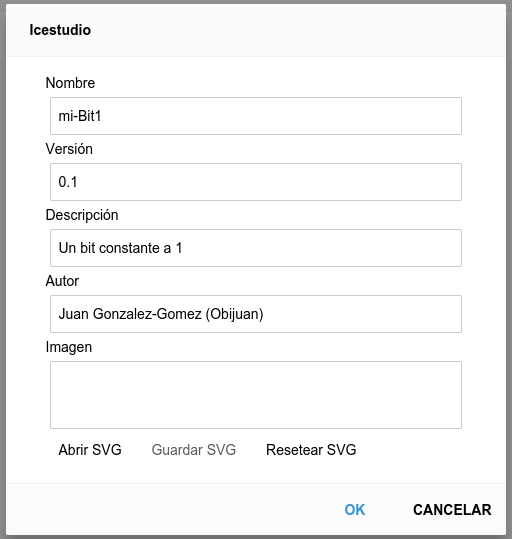 Icestudio
Nombre
mi-Bit1
Versión
0.1
Descripción
Un bit constante a 1
Autor
Juan Gonzalez-Gomez (Obijuan)
Imagen
Abrir SVG Guardar SVG Resetear SVG
OK CANCELAR